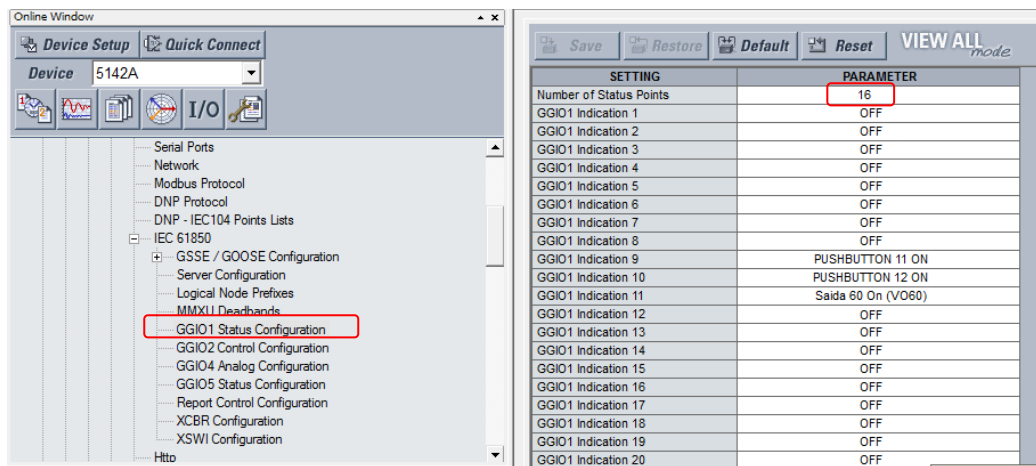 Online Window
Device Setup Quick Connect
Device 5142A
I/O
Serial Ports
Network
Modbus Protocol
DNP Protocol
DNP - IEC104 Points Lists
IEC 61850
GSSE / GOOSE Configuration
Server Configuration
Logical Node Prefixes
MMXU Deadbands
GGIO1 Status Configuration
GGIO2 Control Configuration
GGIO4 Analog Configuration
GGIO5 Status Configuration
Report Control Configuration
XCBR Configuration
XSWI Configuration
Http
Save Restore Default Reset VIEW ALL mode
SETTING PARAMETER
Number of Status Points 16
GGIO1 Indication 1 OFF
GGIO1 Indication 2 OFF
GGIO1 Indication 3 OFF
GGIO1 Indication 4 OFF
GGIO1 Indication 5 OFF
GGIO1 Indication 6 OFF
GGIO1 Indication 7 OFF
GGIO1 Indication 8 OFF
GGIO1 Indication 9 PUSHBUTTON 11 ON
GGIO1 Indication 10 PUSHBUTTON 12 ON
GGIO1 Indication 11 Saida 60 On (VO60)
GGIO1 Indication 12 OFF
GGIO1 Indication 13 OFF
GGIO1 Indication 14 OFF
GGIO1 Indication 15 OFF
GGIO1 Indication 16 OFF
GGIO1 Indication 17 OFF
GGIO1 Indication 18 OFF
GGIO1 Indication 19 OFF
GGIO1 Indication 20 OFF